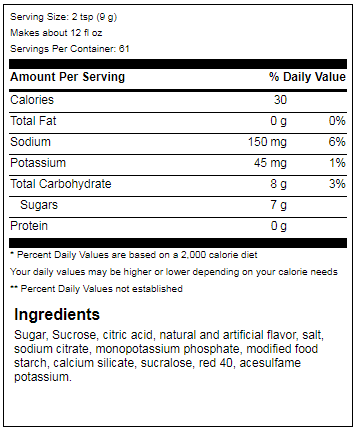 Serving Size: 2 tsp (9 g)
Makes about 12 fl oz
Servings Per Container: 61
Amount Per Serving % Daily Value
Calories 30
Total Fat 0 g 0%
Sodium 150 mg 6%
Potassium 45 mg 1%
Total Carbohydrate 8 g 3%
Sugars 7 g
Protein 0 g
* Percent Daily Values are based on a 2,000 calorie diet
Your daily values may be higher or lower depending on your calorie needs
** Percent Daily Values not established
Ingredients
Sugar, Sucrose, citric acid, natural and artificial flavor, salt,
sodium citrate, monopotassium phosphate, modified food
starch, calcium silicate, sucralose, red 40, acesulfame
potassium.